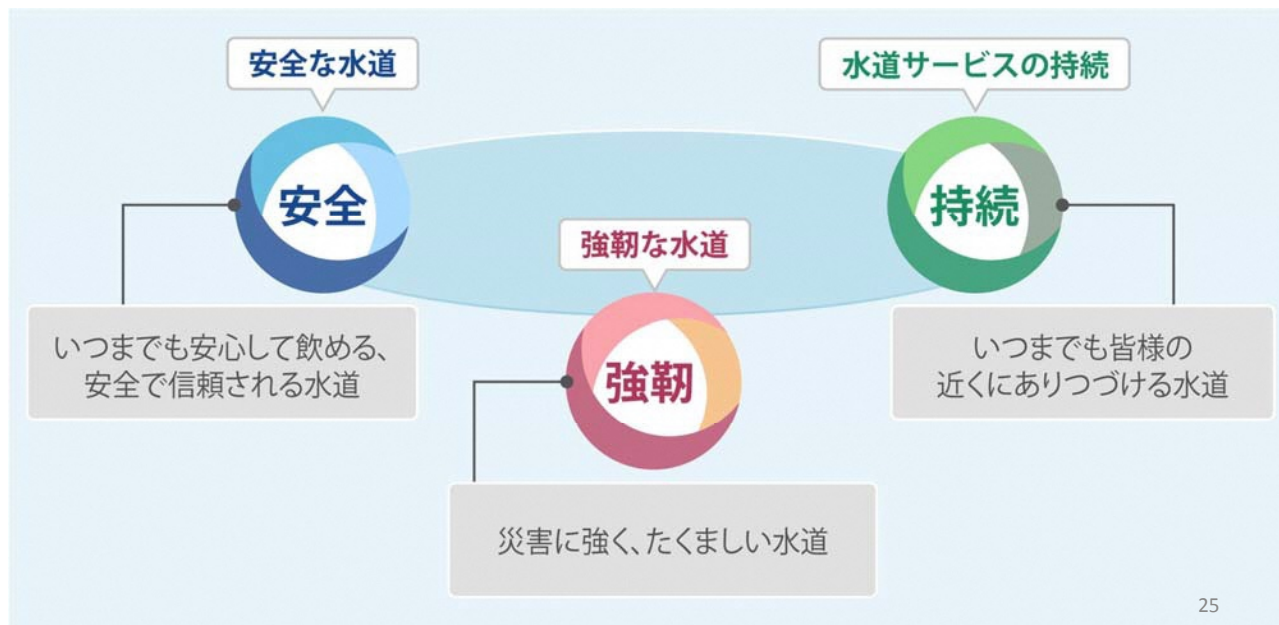 安全な水道
安全
いつまでも安心して飲める、
安全で信頼される水道
強靭な水道
強靭
災害に強く、たくましい水道
水道サービスの持続
持続
いつまでも皆様の
近くにありつづける水道
25